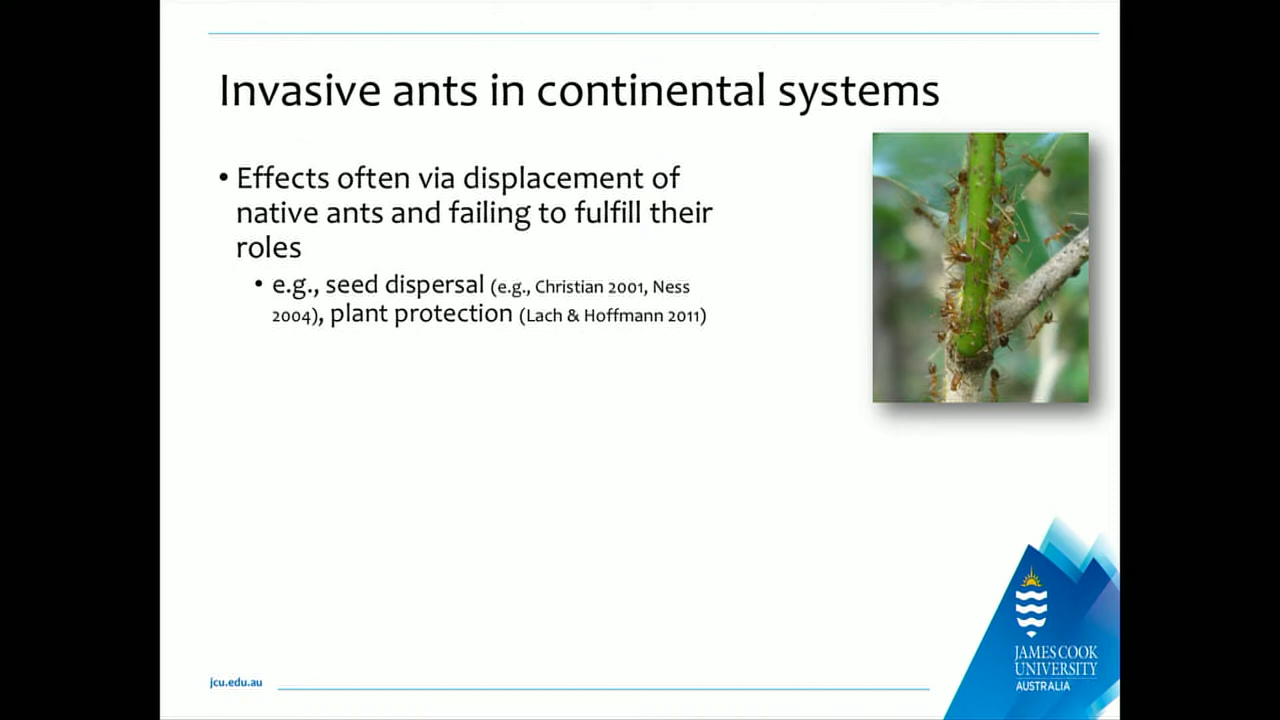 Invasive ants in continental systems
• Effects often via displacement of
native ants and failing to fulfill their
roles
• e.g., seed dispersal (e.g., Christian 2001, Ness
2004), plant protection (Lach & Hoffmann 2011)
jcu.edu.au
JAMES COOK
UNIVERSITY
AUSTRALIA